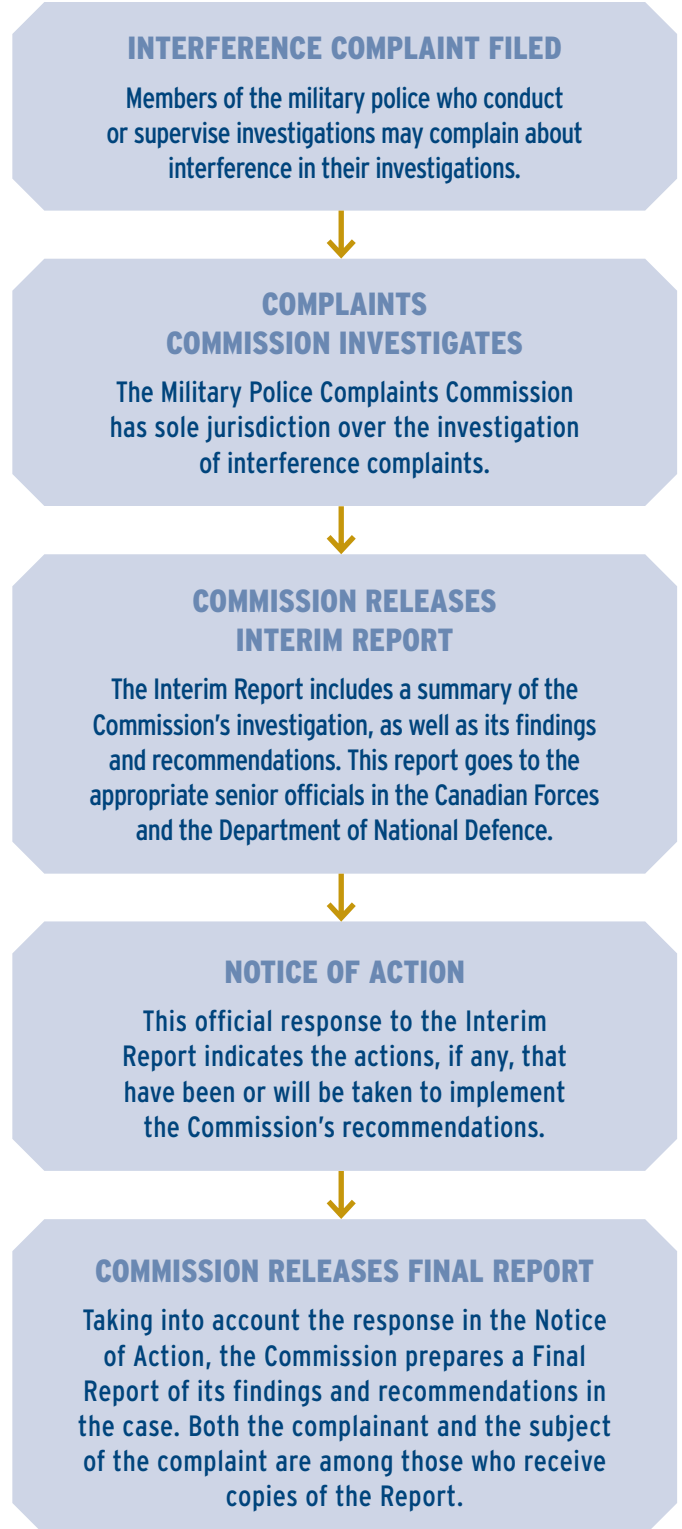 INTERFERENCE COMPLAINT FILED
Members of the military police who conduct
or supervise investigations may complain about
interference in their investigations.
COMPLAINTS
COMMISSION INVESTIGATES
The Military Police Complaints Commission
has sole jurisdiction over the investigation
of interference complaints.
COMMISSION RELEASES
INTERIM REPORT
The Interim Report includes a summary of the
Commission’s investigation, as well as its findings
and recommendations. This report goes to the
appropriate senior officials in the Canadian Forces
and the Department of National Defence.
NOTICE OF ACTION
This official response to the Interim
Report indicates the actions, if any, that
have been or will be taken to implement
the Commission’s recommendations.
COMMISSION RELEASES FINAL REPORT
Taking into account the response in the Notice
of Action, the Commission prepares a Final
Report of its findings and recommendations in
the case. Both the complainant and the subject
of the complaint are among those who receive
copies of the Report.